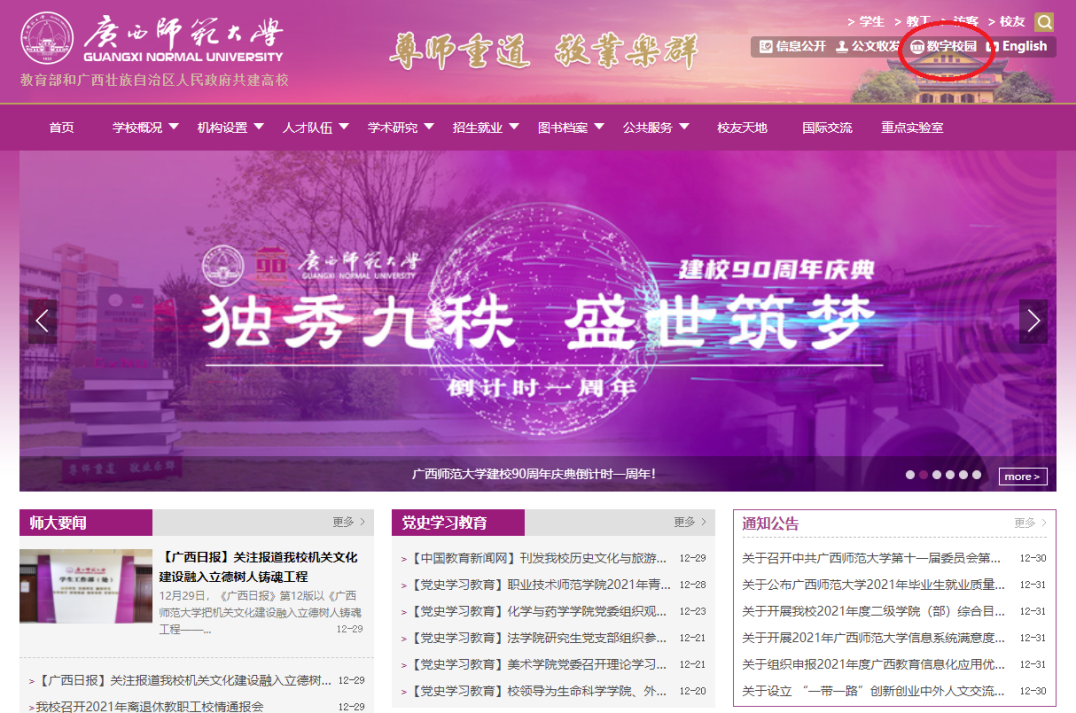 廣西师范大學
GUANGXI NORMAL UNIVERSITY
教育部和广西壮族自治区人民政府共建高校
尊师重道 敬業樂群
> 学生 > 教工 > 访客 > 校友
信息公开 公文收发 数字校园 English
首页 学校概况 机构设置 人才队伍 学术研究 招生就业 图书档案 公共服务 校友天地 国际交流 重点实验室
90 廣西师范大學
GUANGXI NORMAL UNIVERSITY
建校90周年庆典
独秀九秩 盛世筑梦
倒计时一周年
尊师重道 敬业乐群
广西师范大学建校90周年庆典倒计时一周年！
more >
师大要闻 更多 >
【广西日报】关注报道我校机关文化
建设融入立德树人铸魂工程
12月29日，《广西日报》第12版以《广西
师范大学把机关文化建设融入立德树人铸魂
工程——... 12-29
>【广西日报】关注报道我校机关文化建设融入立德树... 12-29
>我校召开2021年离退休教职工校情通报会 12-29
党史学习教育 更多 >
>【中国教育新闻网】刊发我校历史文化与旅游... 12-29
>【党史学习教育】职业技术师范学院2021年青... 12-28
>【党史学习教育】化学与药学学院党委组织观... 12-23
>【党史学习教育】法学院研究生党支部组织参... 12-21
>【党史学习教育】美术学院党委召开理论学习... 12-21
>【党史学习教育】校领导为生命科学学院、外... 12-20
通知公告 更多 >
关于召开中共广西师范大学第十一届委员会第... 12-30
关于公布广西师范大学2021年毕业生就业质量... 12-31
关于开展我校2021年度二级学院（部）综合目... 12-31
关于开展2021年广西师范大学信息系统满意度... 12-31
关于组织申报2021年度广西教育信息化应用优... 12-31
关于设立 “一带一路”创新创业中外人文交流... 12-30